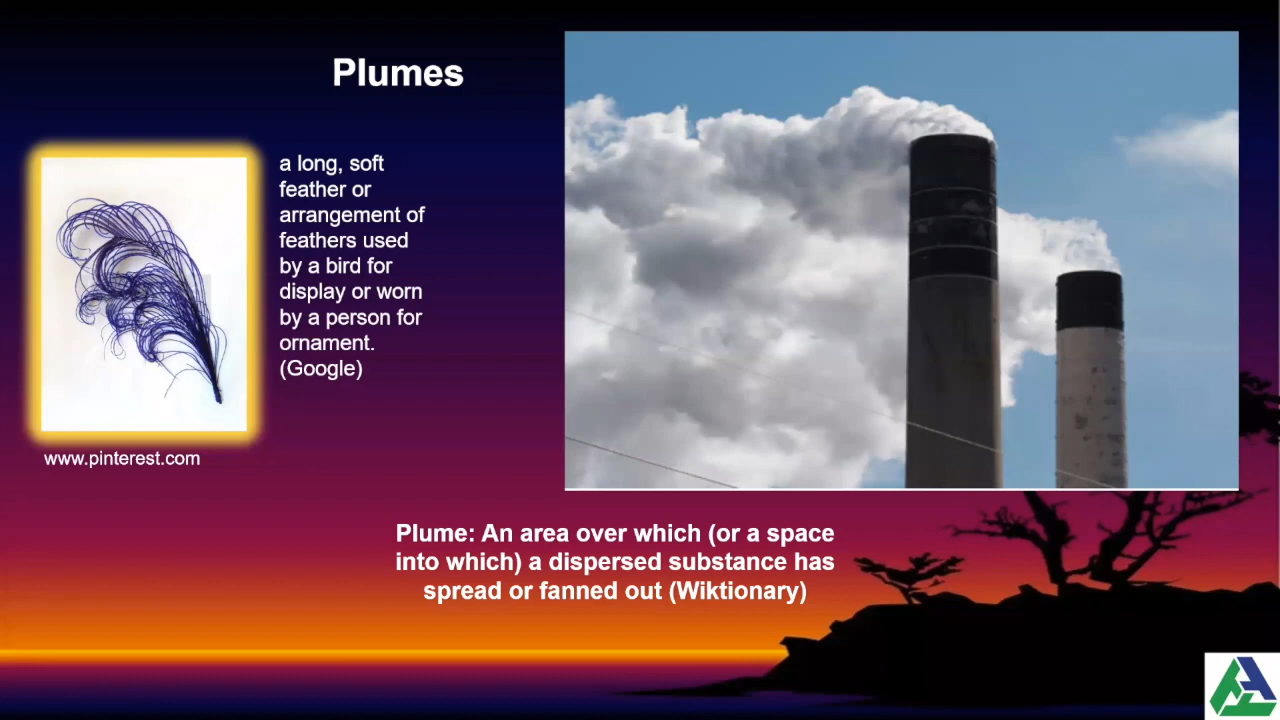 Plumes
a long, soft
feather or
arrangement of
feathers used
by a bird for
display or worn
by a person for
ornament.
(Google)
www.pinterest.com
Plume: An area over which (or a space
into which) a dispersed substance has
spread or fanned out (Wiktionary)